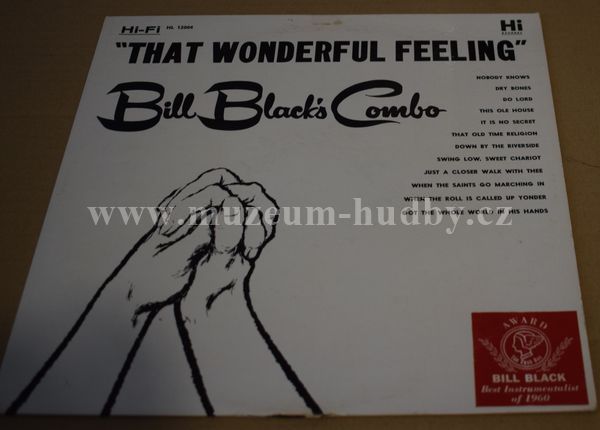 Hi-Fi HL 12004
Hi
RECORDS
"THAT WONDERFUL FEELING"
Bill Black's Combo
NOBODY KNOWS
DRY BONES
DO LORD
THIS OLE HOUSE
IT IS NO SECRET
THAT OLD TIME RELIGION
DOWN BY THE RIVERSIDE
SWING LOW, SWEET CHARIOT
JUST A CLOSER WALK WITH THEE
WHEN THE SAINTS GO MARCHING IN
WHEN THE ROLL IS CALLED UP YONDER
GOT THE WHOLE WORLD IN HIS HANDS
www.muzeum-hudby.cz
AWARD
BILL BLACK
Best Instrumentalist
of 1960